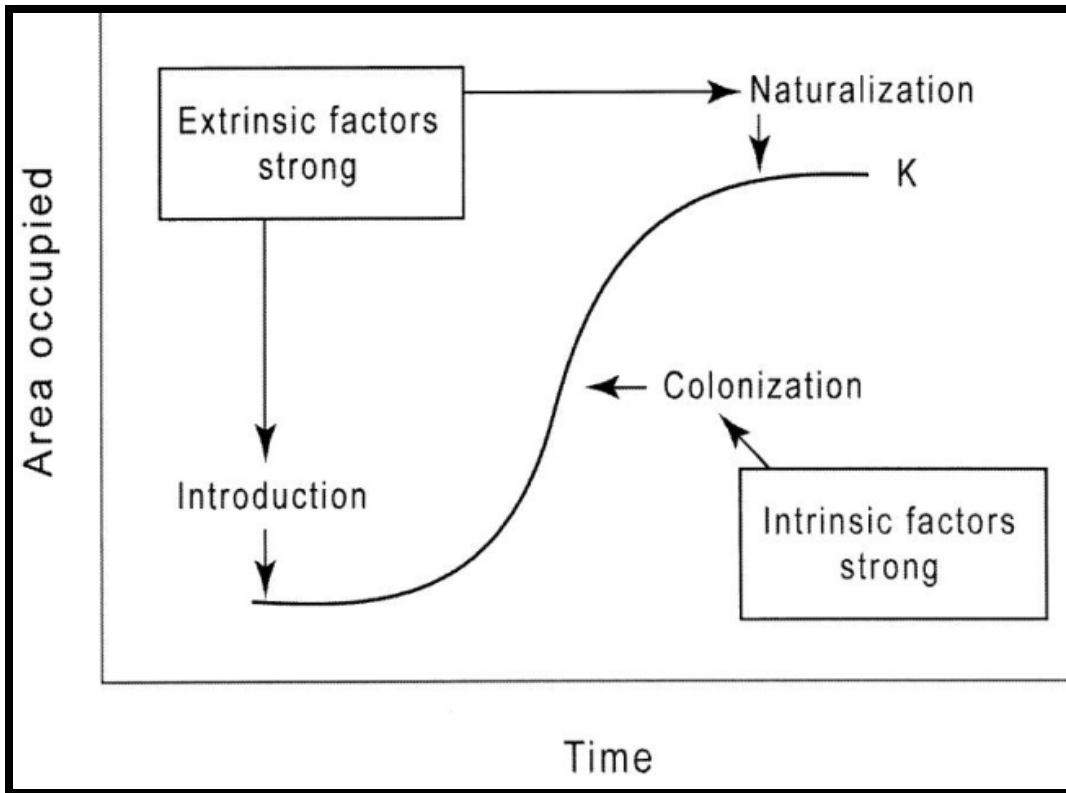 Extrinsic factors
strong
Naturalization
K
Area occupied
Colonization
Introduction
Intrinsic factors
strong
Time